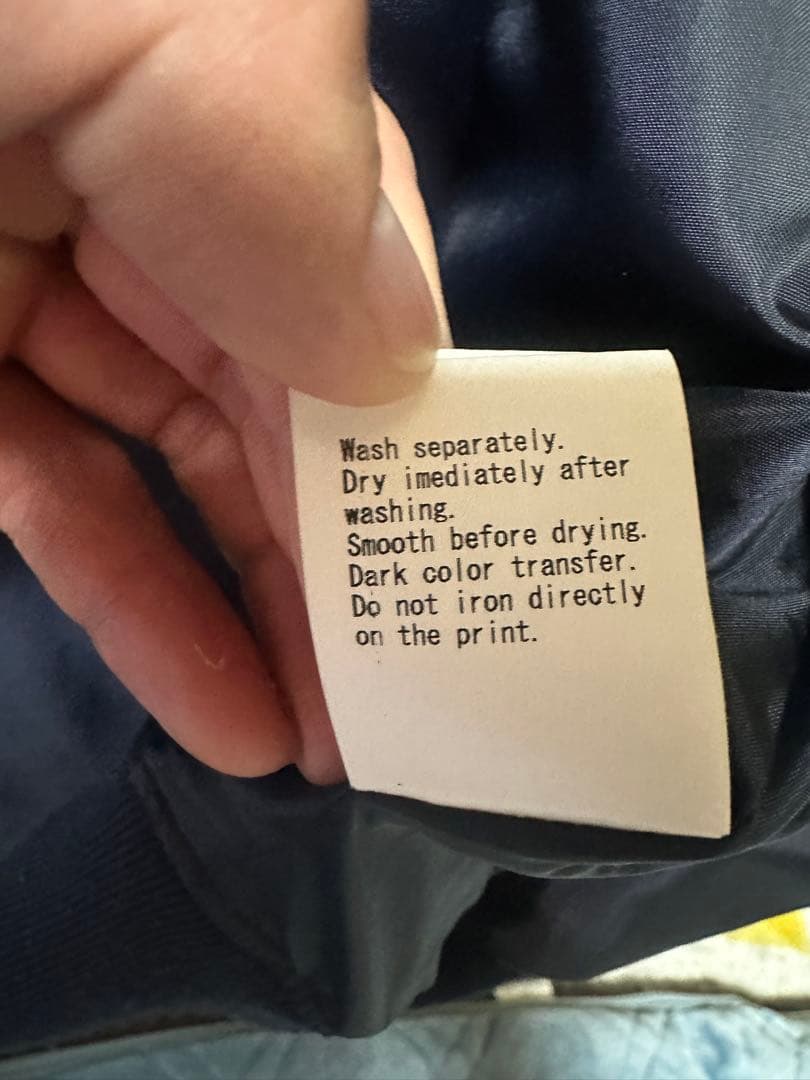 Wash separately.
Dry imediately after
washing.
Smooth before drying.
Dark color transfer.
Do not iron directly
on the print.